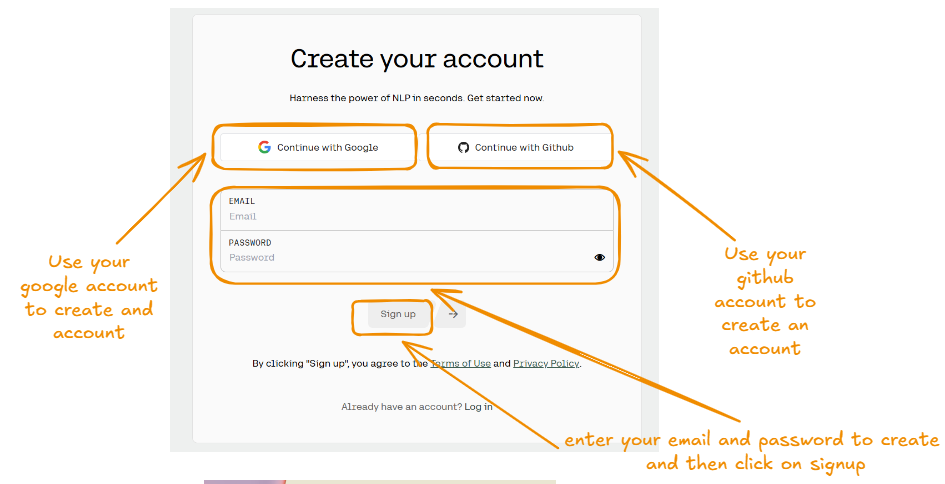 Create your account
Harness the power of NLP in seconds. Get started now.
Continue with Google
Continue with Github
EMAIL
Email
PASSWORD
Password
Use your
google account
to create and
account
Use your
github
account to
create an
account
Sign up
By clicking "Sign up", you agree to the Terms of Use and Privacy Policy.
Already have an account? Log in
enter your email and password to create
and then click on signup